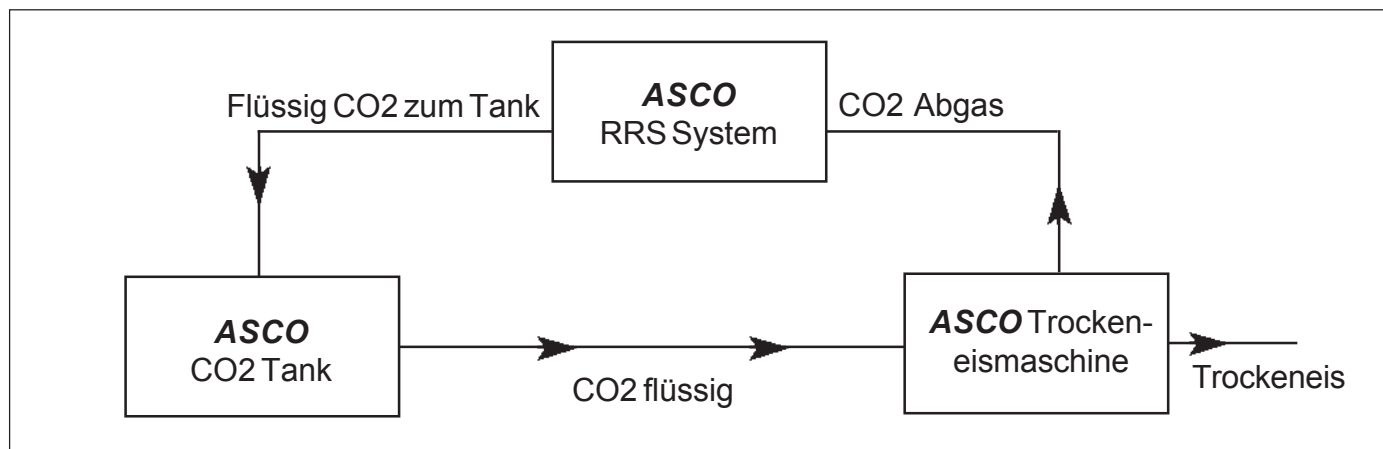 Flüssig CO2 zum Tank
ASCO
RRS System
CO2 Abgas
ASCO
CO2 Tank
CO2 flüssig
ASCO Trocken-
eismaschine
Trockeneis